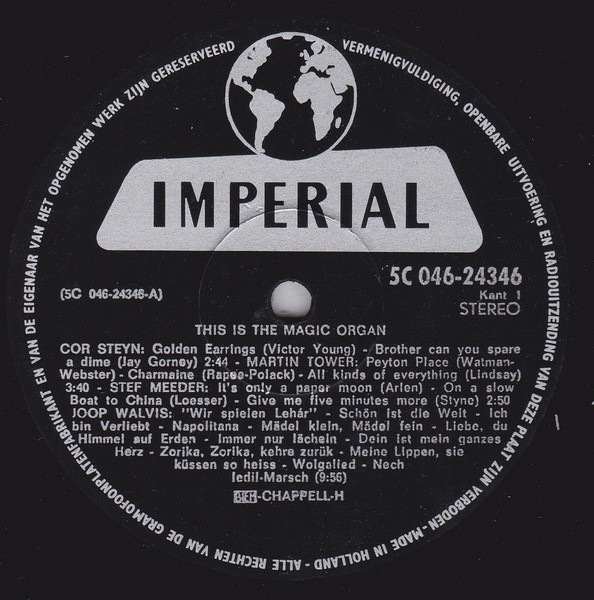 ALLE RECHTEN VAN DE GRAMOFOONPLATENFABRIKANT EN VAN DE EIGENAAR VAN HET OPGENOMEN WERK ZIJN GERESERVEERD
VERMENIGVULDIGING, OPENBARE UITVOERING EN RADIOUITZENDING VAN DEZE PLAAT ZIJN VERBODEN - MADE IN HOLLAND -
IMPERIAL
5C 046-24346
(5C 046-24346-A)
Kant 1
STEREO
THIS IS THE MAGIC ORGAN
COR STEYN: Golden Earrings (Victor Young) - Brother can you spare
a dime (Jay Gorney) 2:44 - MARTIN TOWER: Peyton Place (Watman-
Webster) - Charmaine (Rapee-Polack) - All kinds of everything (Lindsay)
3:40 - STEF MEEDER: It's only a paper moon (Arlen) - On a slow
Boat to China (Loesser) - Give me five minutes more (Styne) 2:50
JOOP WALVIS: "Wir spielen Lehár" - Schön ist die Welt - Ich
bin Verliebt - Napolitana - Mädel klein, Mädel fein - Liebe, du
Himmel auf Erden - Immer nur lächeln - Dein ist mein ganzes
Herz - Zorika, Zorika, kehre zurük - Meine Lippen, sie
küssen so heiss - Wolgalied - Nech
ledil-Marsch (9:56)
-CHAPPELL-H